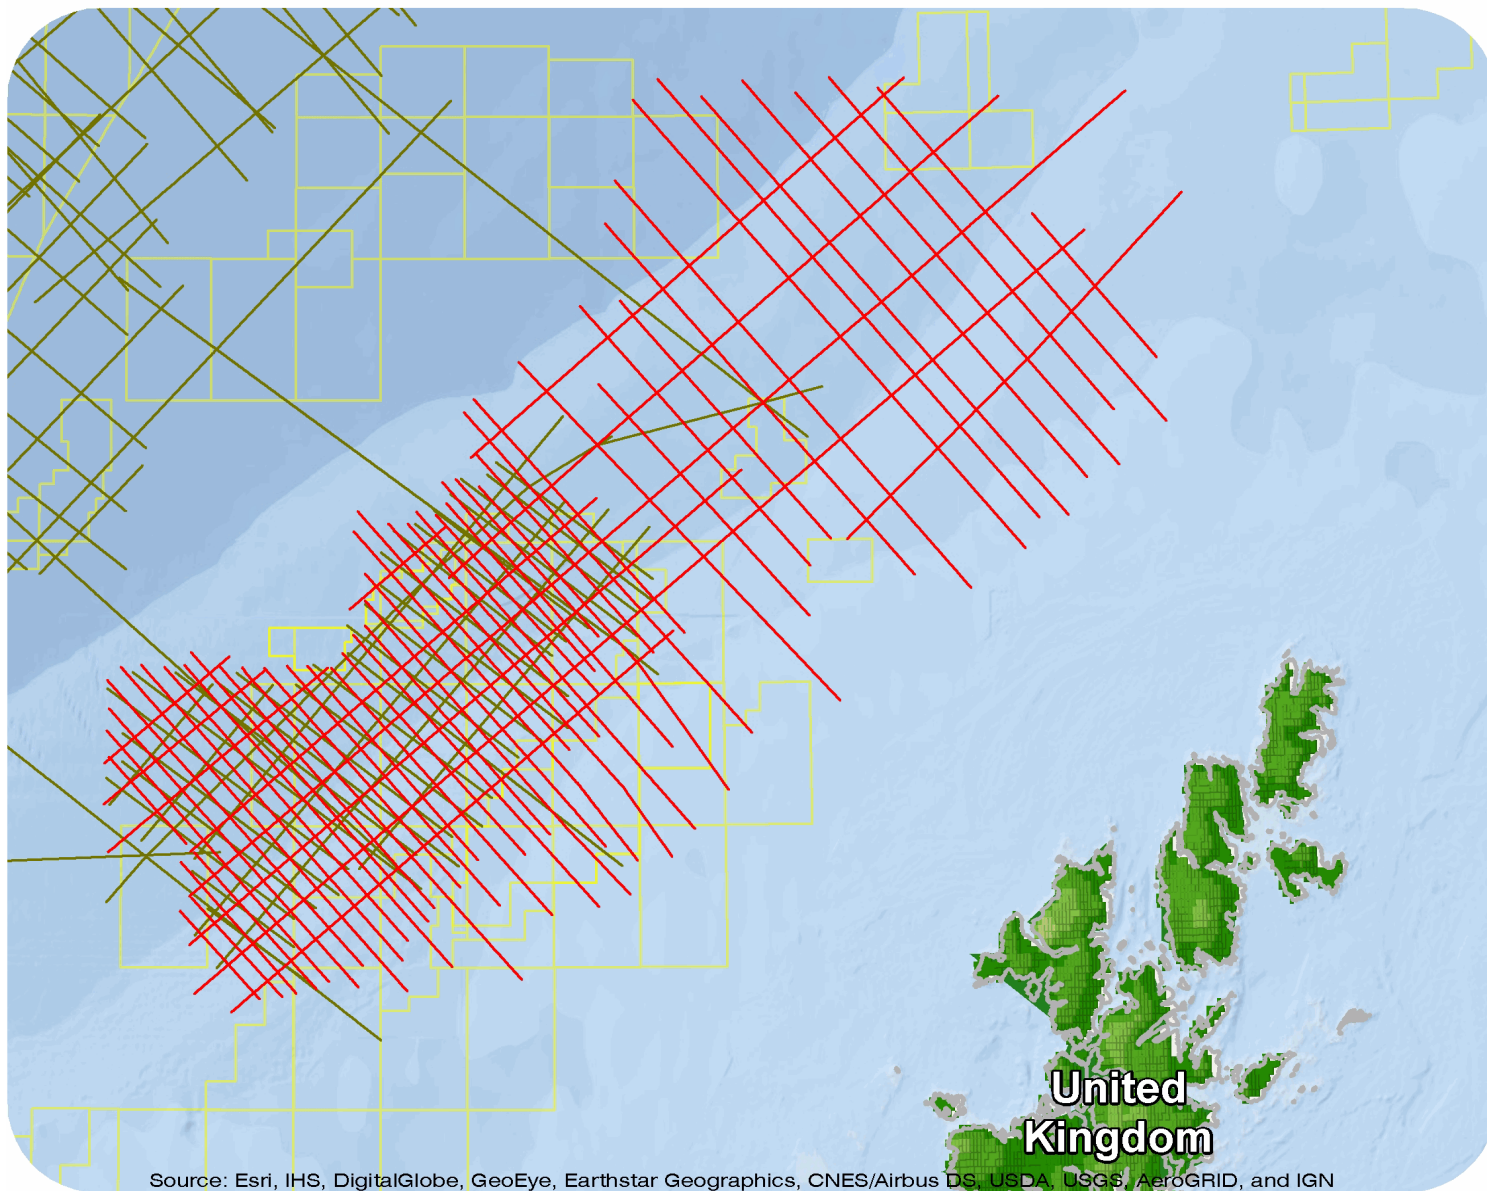 United
Kingdom
Source: Esri, IHS, DigitalGlobe, GeoEye, Earthstar Geographics, CNES/Airbus DS, USDA, USGS, AeroGRID, and IGN